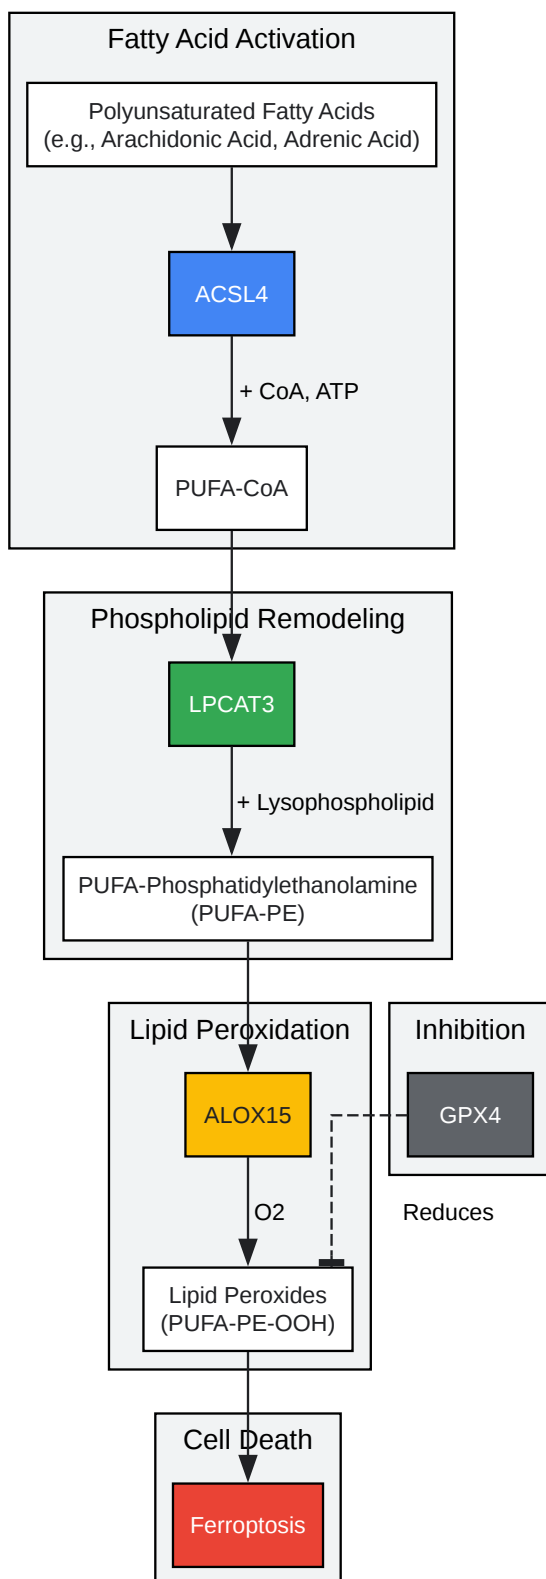 Fatty Acid Activation
Polyunsaturated Fatty Acids
(e.g., Arachidonic Acid, Adrenic Acid)
ACSL4
+ CoA, ATP
PUFA-CoA
Phospholipid Remodeling
LPCAT3
+ Lysophospholipid
PUFA-Phosphatidylethanolamine
(PUFA-PE)
Lipid Peroxidation
Inhibition
ALOX15
GPX4
O2
Reduces
Lipid Peroxides
(PUFA-PE-OOH)
Cell Death
Ferroptosis